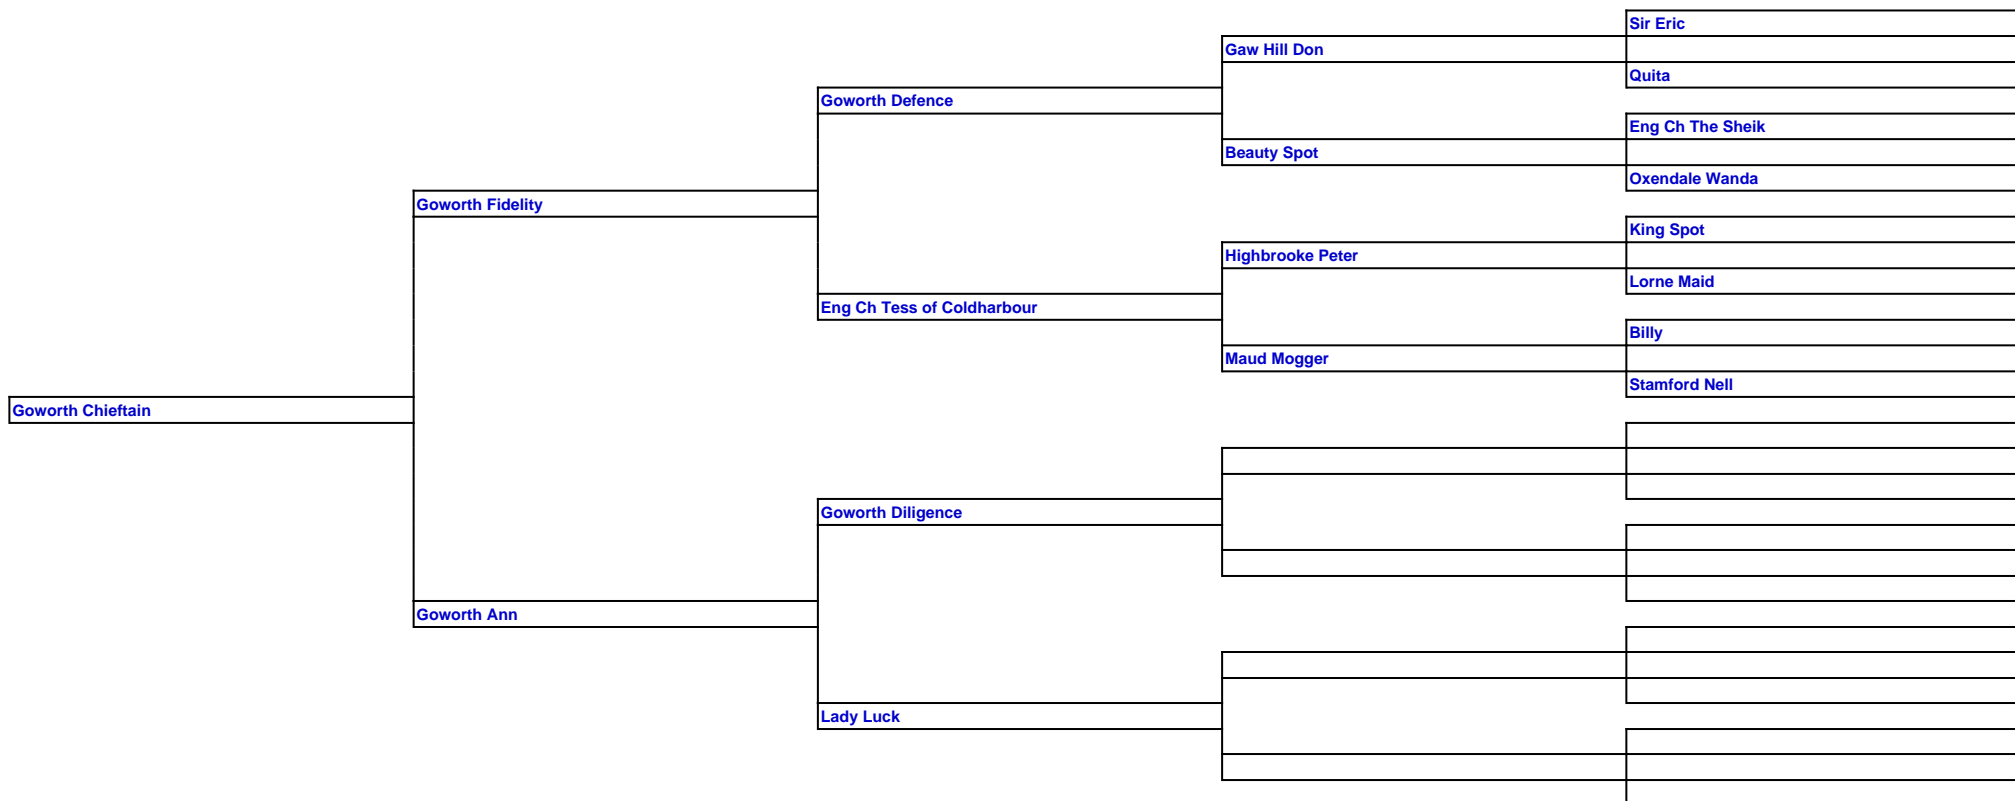 Sir Eric
Gaw Hill Don
Quita
Goworth Defence
Eng Ch The Sheik
Beauty Spot
Oxendale Wanda
Goworth Fidelity
King Spot
Highbrooke Peter
Lorne Maid
Eng Ch Tess of Coldharbour
Billy
Maud Mogger
Stamford Nell
Goworth Chieftain
Goworth Diligence
Goworth Ann
Lady Luck